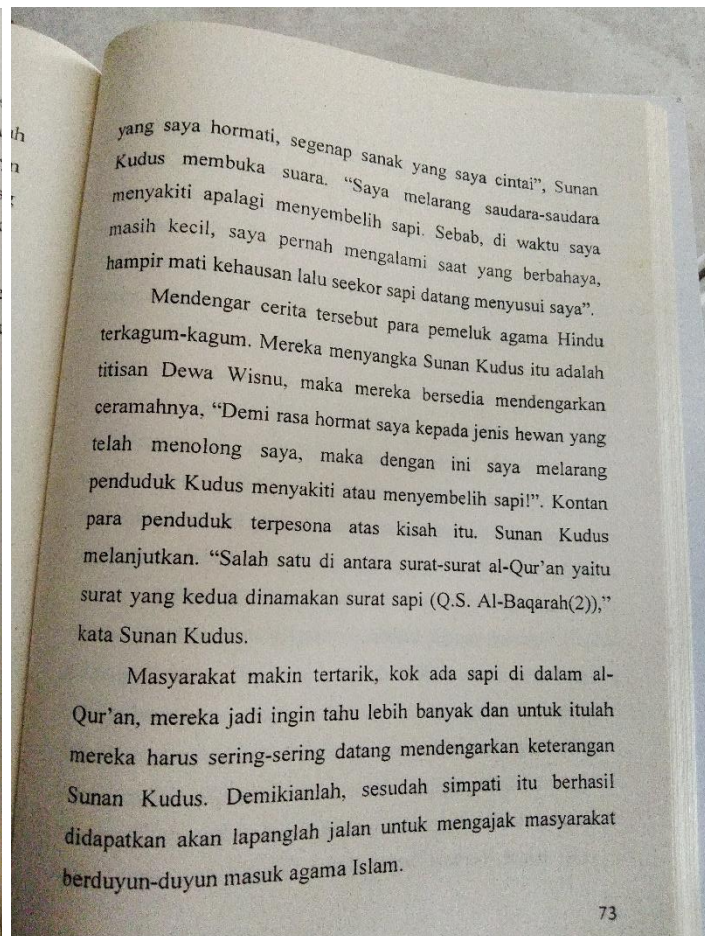 yang saya hormati, segenap sanak yang saya cintai”, Sunan
Kudus membuka suara. “Saya melarang saudara-saudara
menyakiti apalagi menyembelih sapi. Sebab, di waktu saya
masih kecil, saya pernah mengalami saat yang berbahaya,
hampir mati kehausan lalu seekor sapi datang menyusui saya”.
Mendengar cerita tersebut para pemeluk agama Hindu
terkagum-kagum. Mereka menyangka Sunan Kudus itu adalah
titisan Dewa Wisnu, maka mereka bersedia mendengarkan
ceramahnya, “Demi rasa hormat saya kepada jenis hewan yang
telah menolong saya, maka dengan ini saya melarang
penduduk Kudus menyakiti atau menyembelih sapi!”. Kontan
para penduduk terpesona atas kisah itu. Sunan Kudus
melanjutkan. “Salah satu di antara surat-surat al-Qur’an yaitu
surat yang kedua dinamakan surat sapi (Q.S. Al-Baqarah(2)),”
kata Sunan Kudus.
Masyarakat makin tertarik, kok ada sapi di dalam al-
Qur’an, mereka jadi ingin tahu lebih banyak dan untuk itulah
mereka harus sering-sering datang mendengarkan keterangan
Sunan Kudus. Demikianlah, sesudah simpati itu berhasil
didapatkan akan lapanglah jalan untuk mengajak masyarakat
berduyun-duyun masuk agama Islam.
73